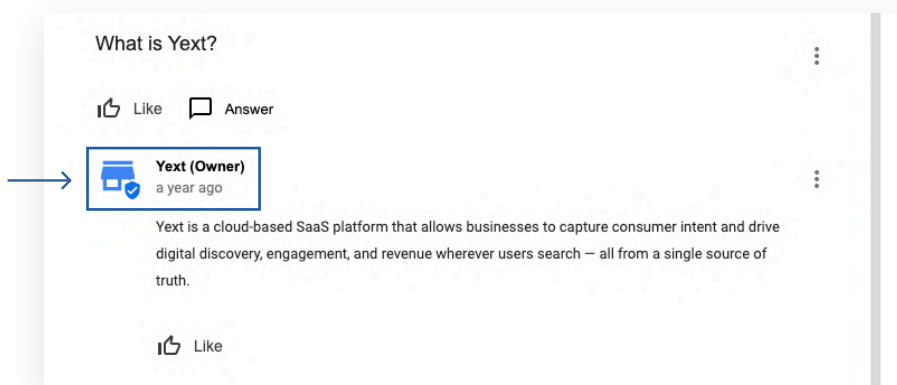 What is Yext?
Like
Answer
Yext (Owner)
a year ago
Yext is a cloud-based SaaS platform that allows businesses to capture consumer intent and drive
digital discovery, engagement, and revenue wherever users search — all from a single source of
truth.
Like